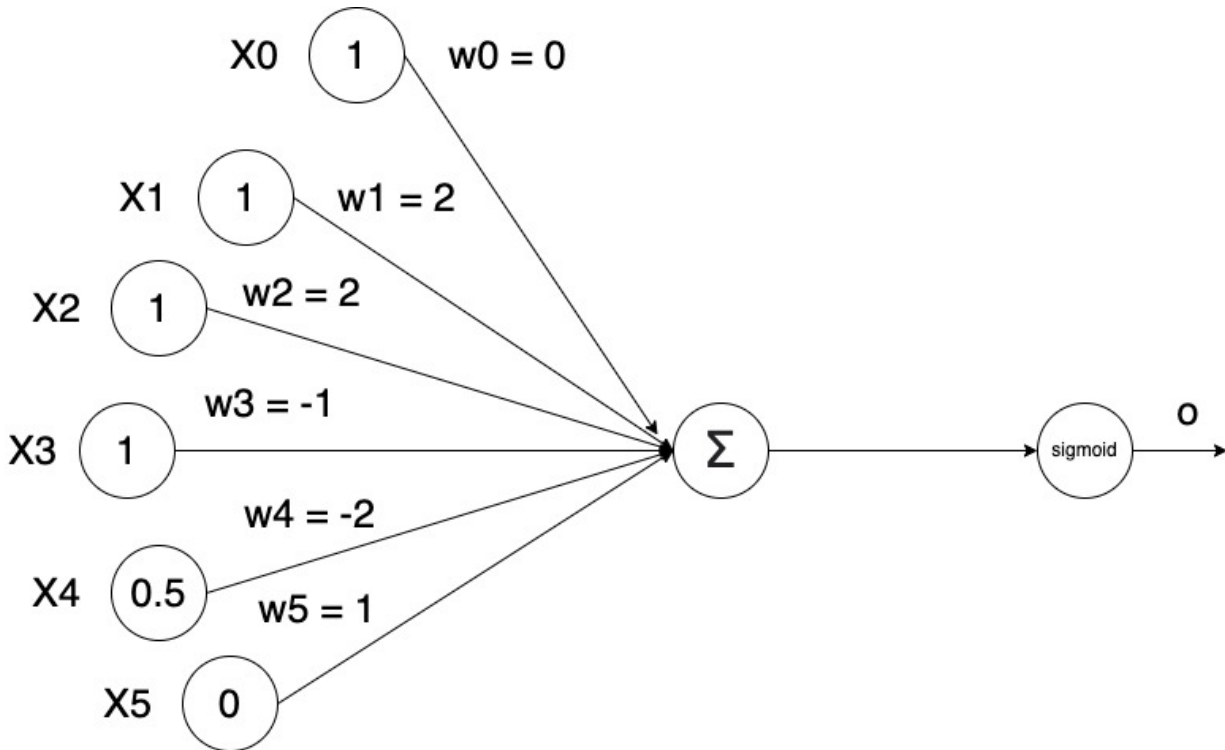 X0 1 w0 = 0
X1 1 w1 = 2
X2 1 w2 = 2
X3 1 w3 = -1
Σ sigmoid o
X4 0.5 w4 = -2
X5 0 w5 = 1